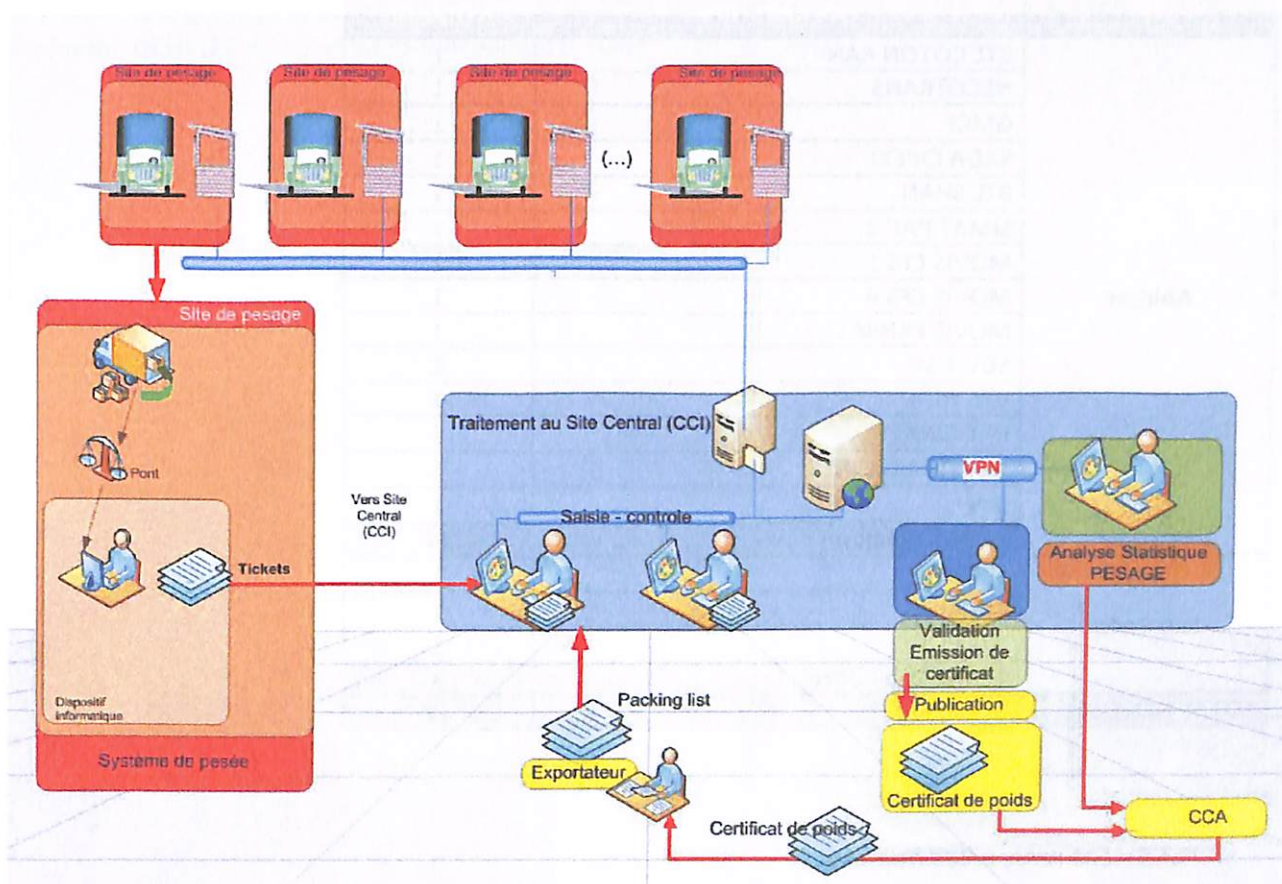 Site de pesage
Site de pesage
Site de pesage
Site de pesage
(...)
Site de pesage
Pont
Tickets
Dispositif
Informatique
Système de pesée
Vers Site
Central
(CCI)
Traitement au Site Central (CCI)
Saisie - controle
VPN
Analyse Statistique
PESAGE
Validation
Emission de
certificat
Publication
Certificat de poids
CCA
Packing list
Exportateur
Certificat de poids